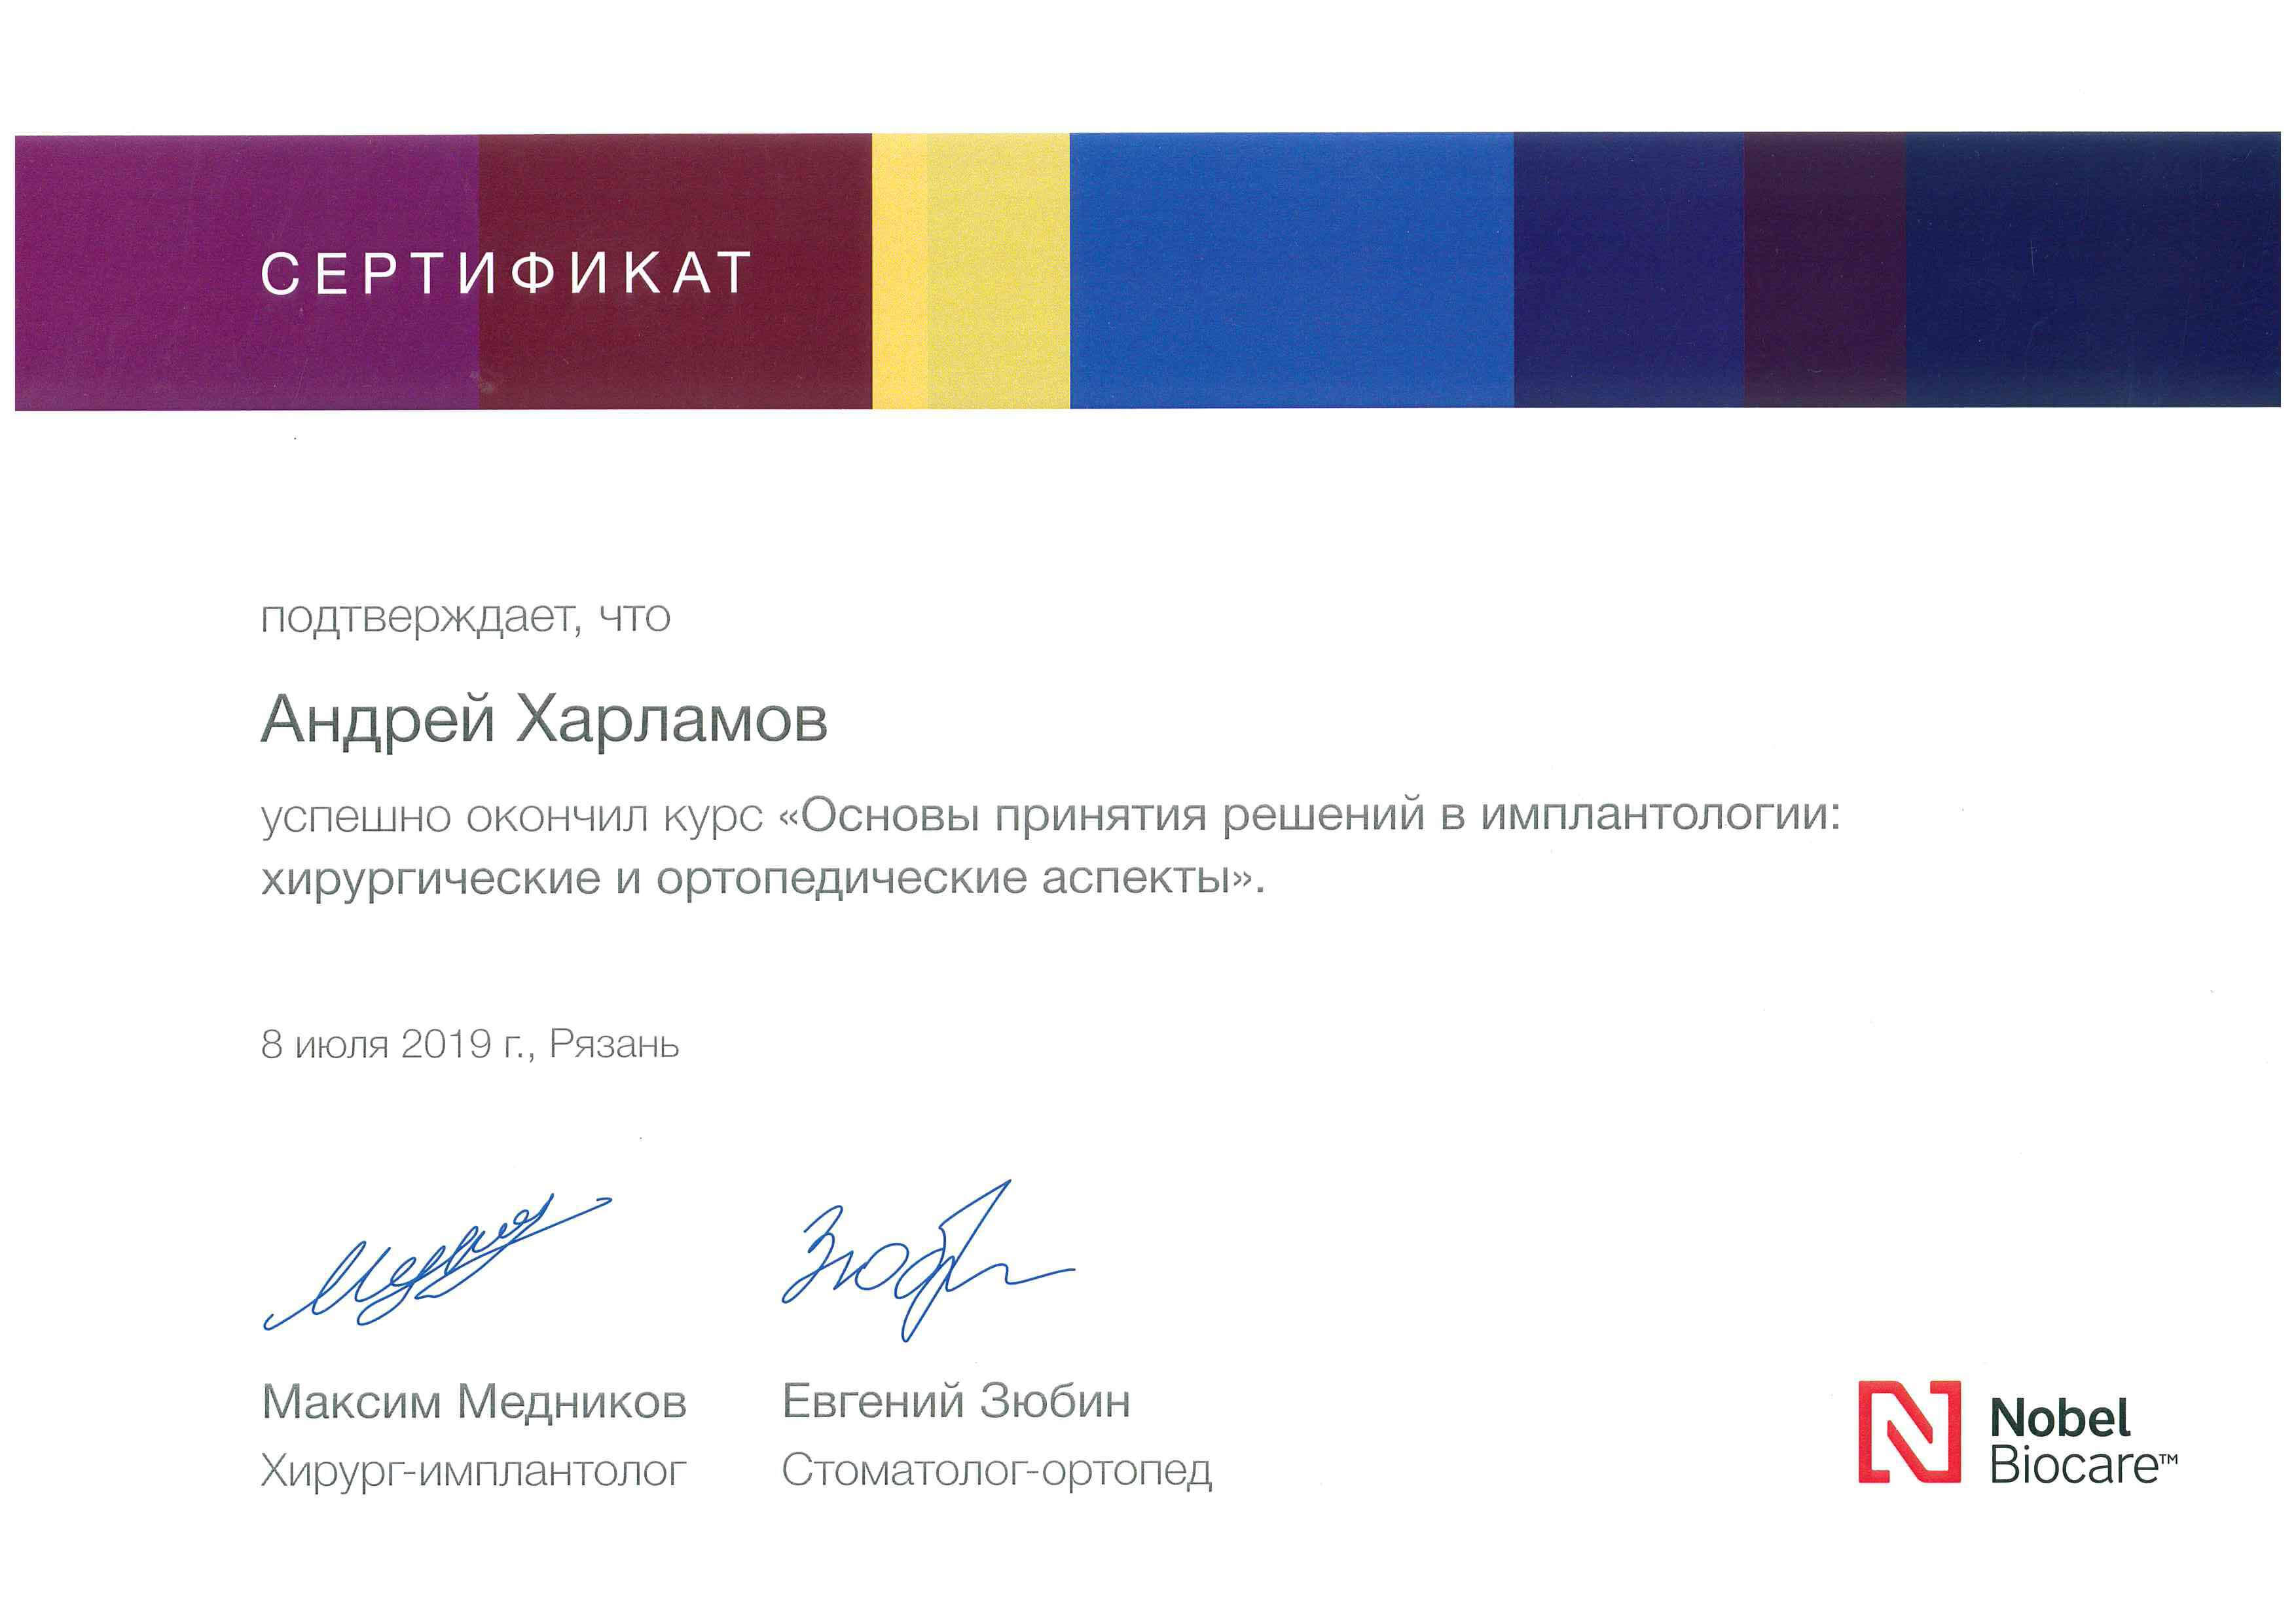 СЕРТИФИКАТ
подтверждает, что
Андрей Харламов
успешно окончил курс «Основы принятия решений в имплантологии:
хирургические и ортопедические аспекты».
8 июля 2019 г., Рязань
Максим Медников
Хирург-имплантолог
Евгений Зюбин
Стоматолог-ортопед
Nobel
Biocare™